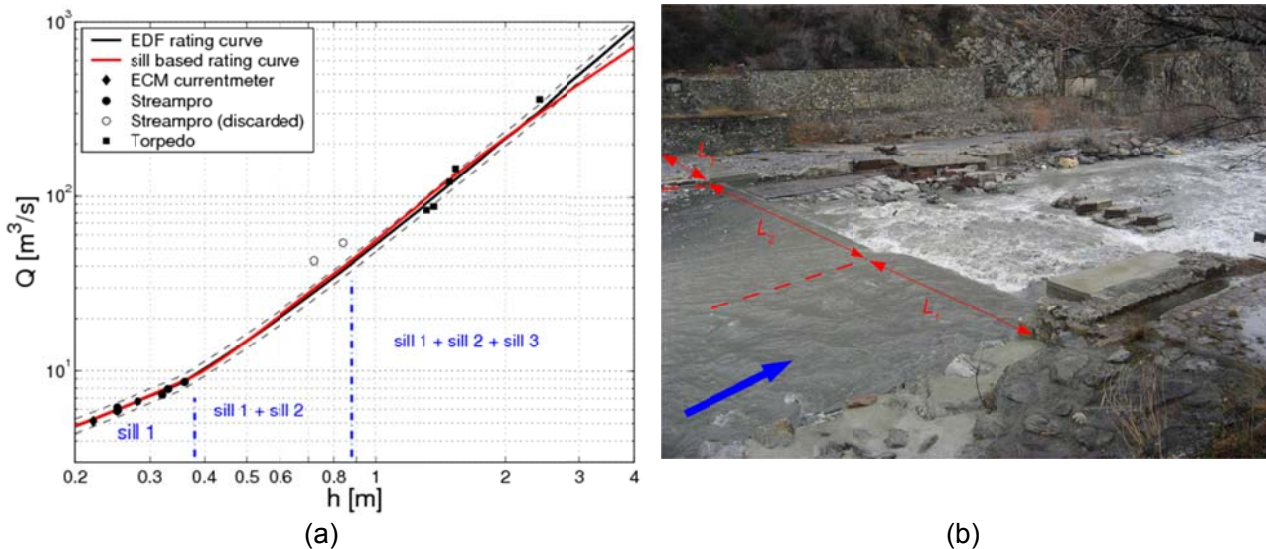 10³
10²
10¹
Q [m³/s]
EDF rating curve
sill based rating curve
ECM currentmeter
Streampro
Streampro (discarded)
Torpedo
sill 1
sill 1 + sill 2
sill 1 + sill 2 + sill 3
0.2 0.3 0.4 0.5 0.6 0.8 1 2 3 4
h [m]
(a)
L₂
L₁
(b)